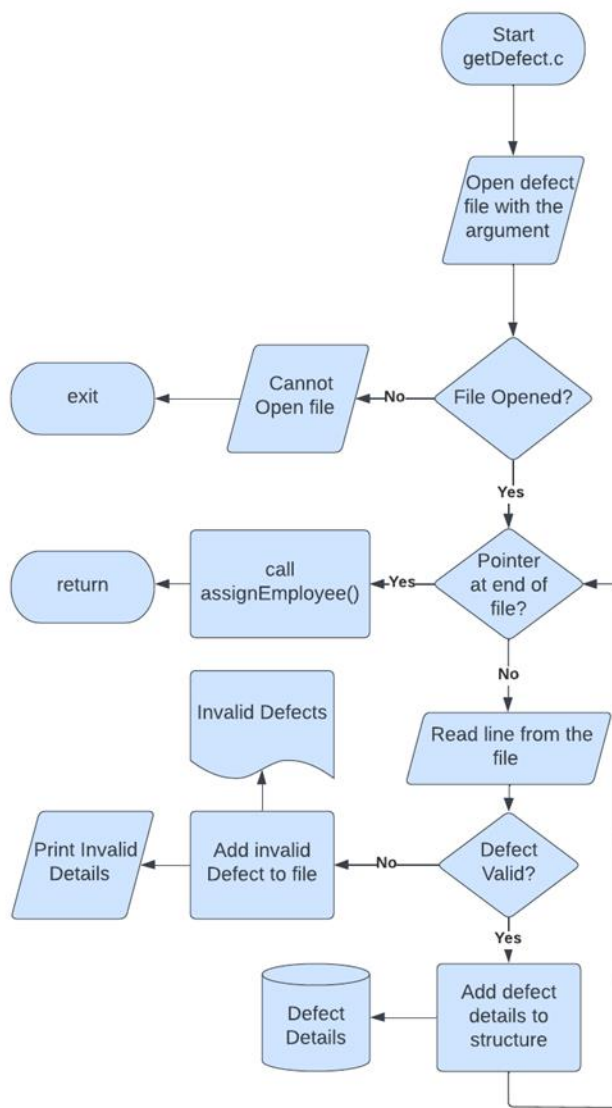 Start
getDefect.c
Open defect
file with the
argument
File Opened?
No
Cannot
Open file
exit
Yes
Pointer
at end of
file?
Yes
call
assignEmployee()
return
No
Read line from the
file
Defect
Valid?
No
Add invalid
Defect to file
Invalid Defects
Print Invalid
Details
Yes
Add defect
details to
structure
Defect
Details